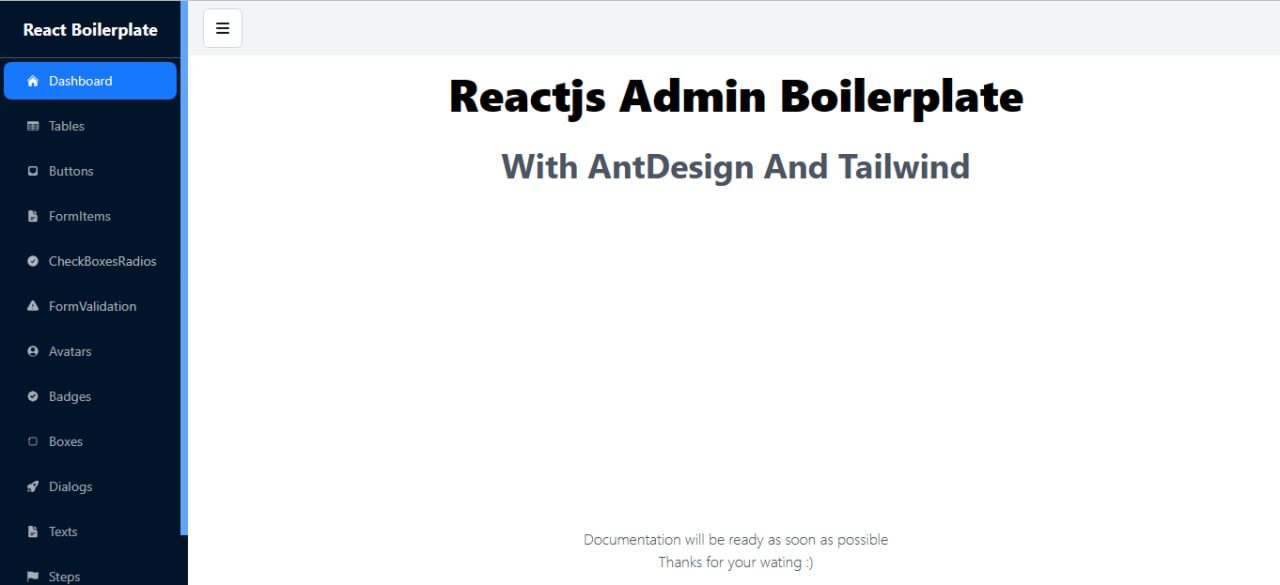 React Boilerplate
Dashboard
Tables
Buttons
FormItems
CheckBoxesRadios
FormValidation
Avatars
Badges
Boxes
Dialogs
Texts
Steps
Reactjs Admin Boilerplate
With AntDesign And Tailwind
Documentation will be ready as soon as possible
Thanks for your wating :)